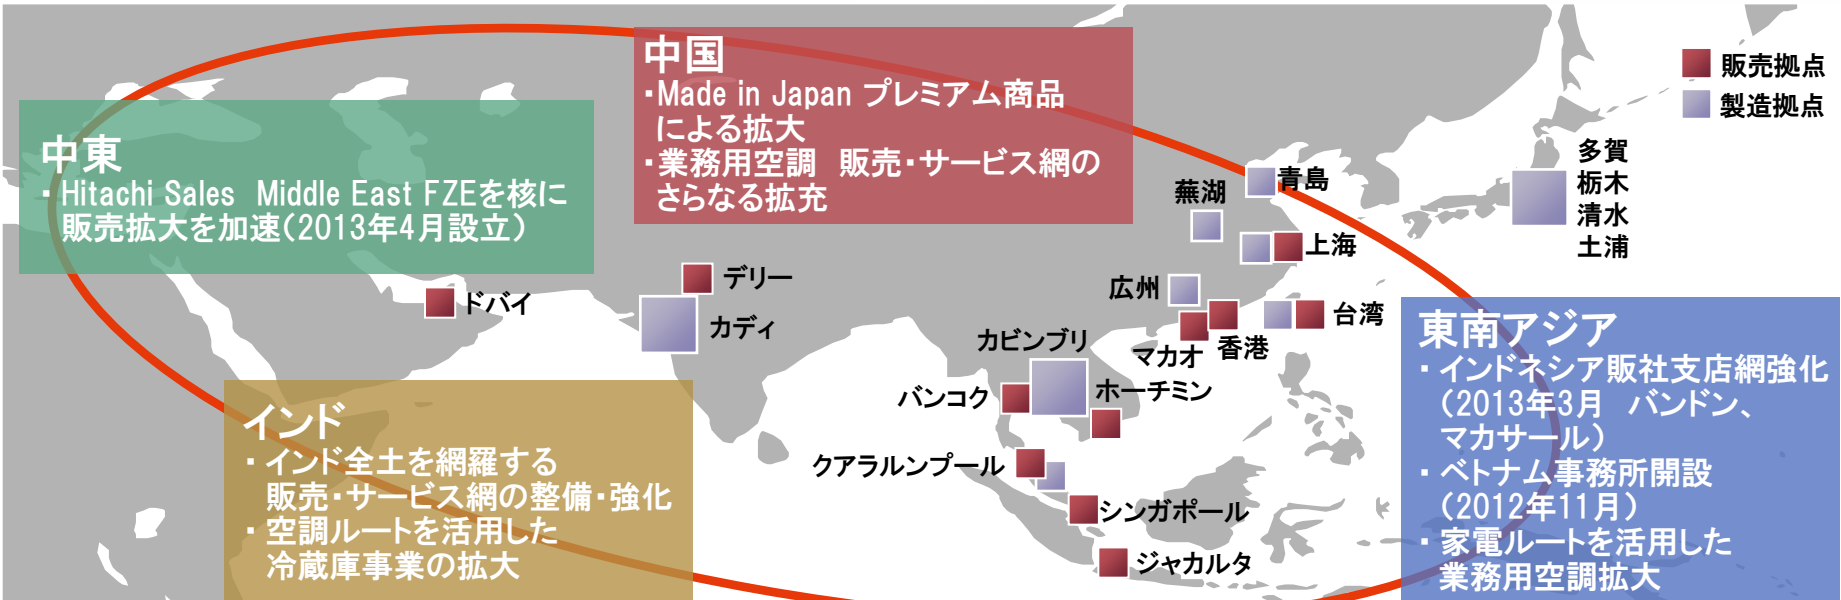 中国
・Made in Japan プレミアム商品
による拡大
・業務用空調　販売・サービス網の
さらなる拡充
販売拠点
製造拠点
中東
・Hitachi Sales　Middle East FZEを核に
販売拡大を加速（2013年4月設立）
多賀
栃木
清水
土浦
青島
蕪湖
上海
デリー
ドバイ
カディ
広州
台湾
香港
マカオ
カビンブリ
バンコク
ホーチミン
クアラルンプール
シンガポール
ジャカルタ
インド
・インド全土を網羅する
販売・サービス網の整備・強化
・空調ルートを活用した
冷蔵庫事業の拡大
東南アジア
・インドネシア販社支店網強化
（2013年3月　バンドン、
マカサール）
・ベトナム事務所開設
（2012年11月）
・家電ルートを活用した
業務用空調拡大